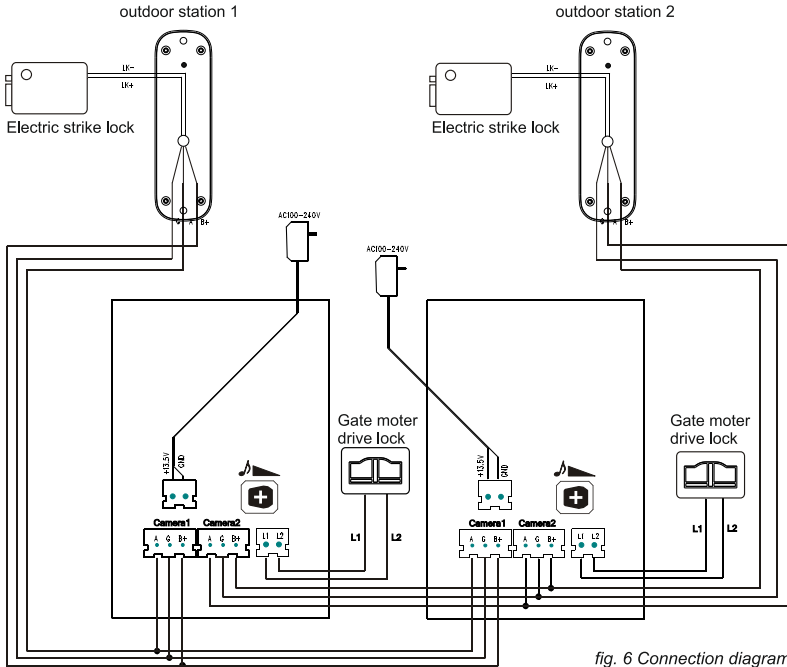 outdoor station 1
outdoor station 2
LK-
LK+
Electric strike lock
LK-
LK+
Electric strike lock
G A B+
G A B+
AC100-240V
AC100-240V
Gate moter
drive lock
Gate moter
drive lock
+13.5V
GND
+13.5V
GND
Camera1 Camera2
A G B+
A G B+
L1 L2
L1 L2
Camera1 Camera2
A G B+
A G B+
L1 L2
L1 L2
fig. 6 Connection diagram